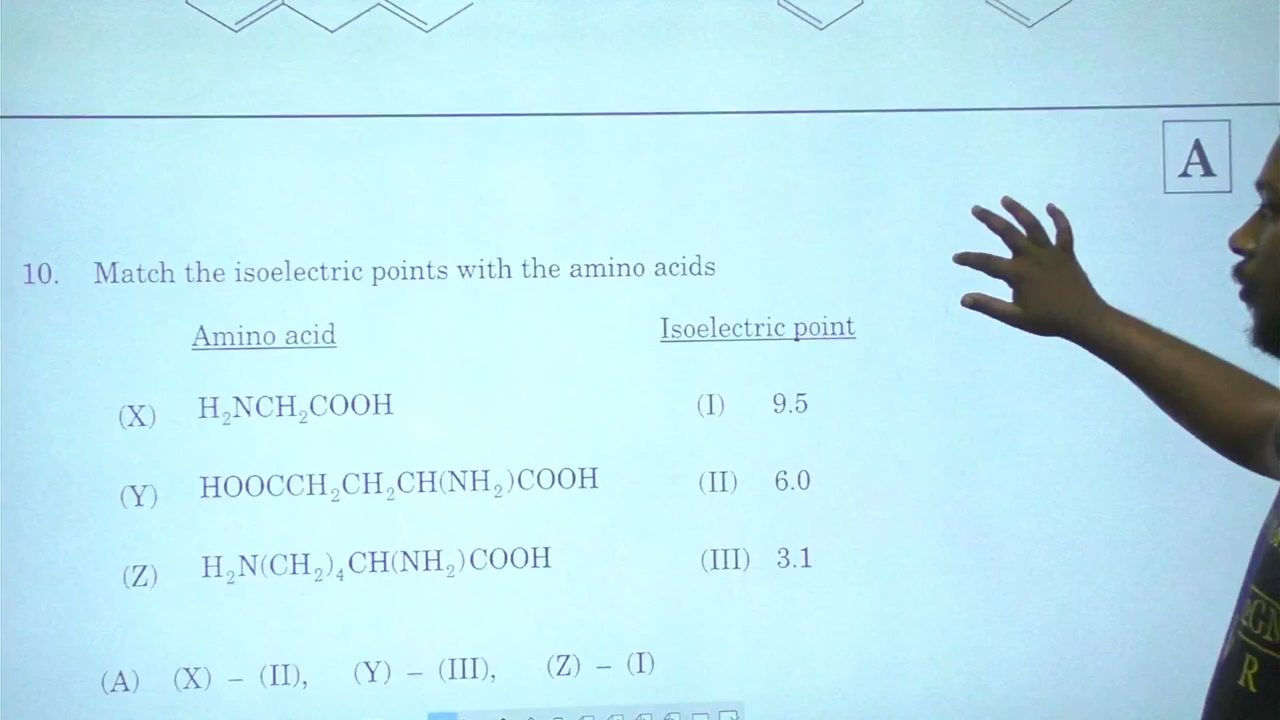 A
10. Match the isoelectric points with the amino acids
Amino acid Isoelectric point
(X) H₂NCH₂COOH (I) 9.5
(Y) HOOCCH₂CH₂CH(NH₂)COOH (II) 6.0
(Z) H₂N(CH₂)₄CH(NH₂)COOH (III) 3.1
(A) (X) – (II), (Y) – (III), (Z) – (I)
R